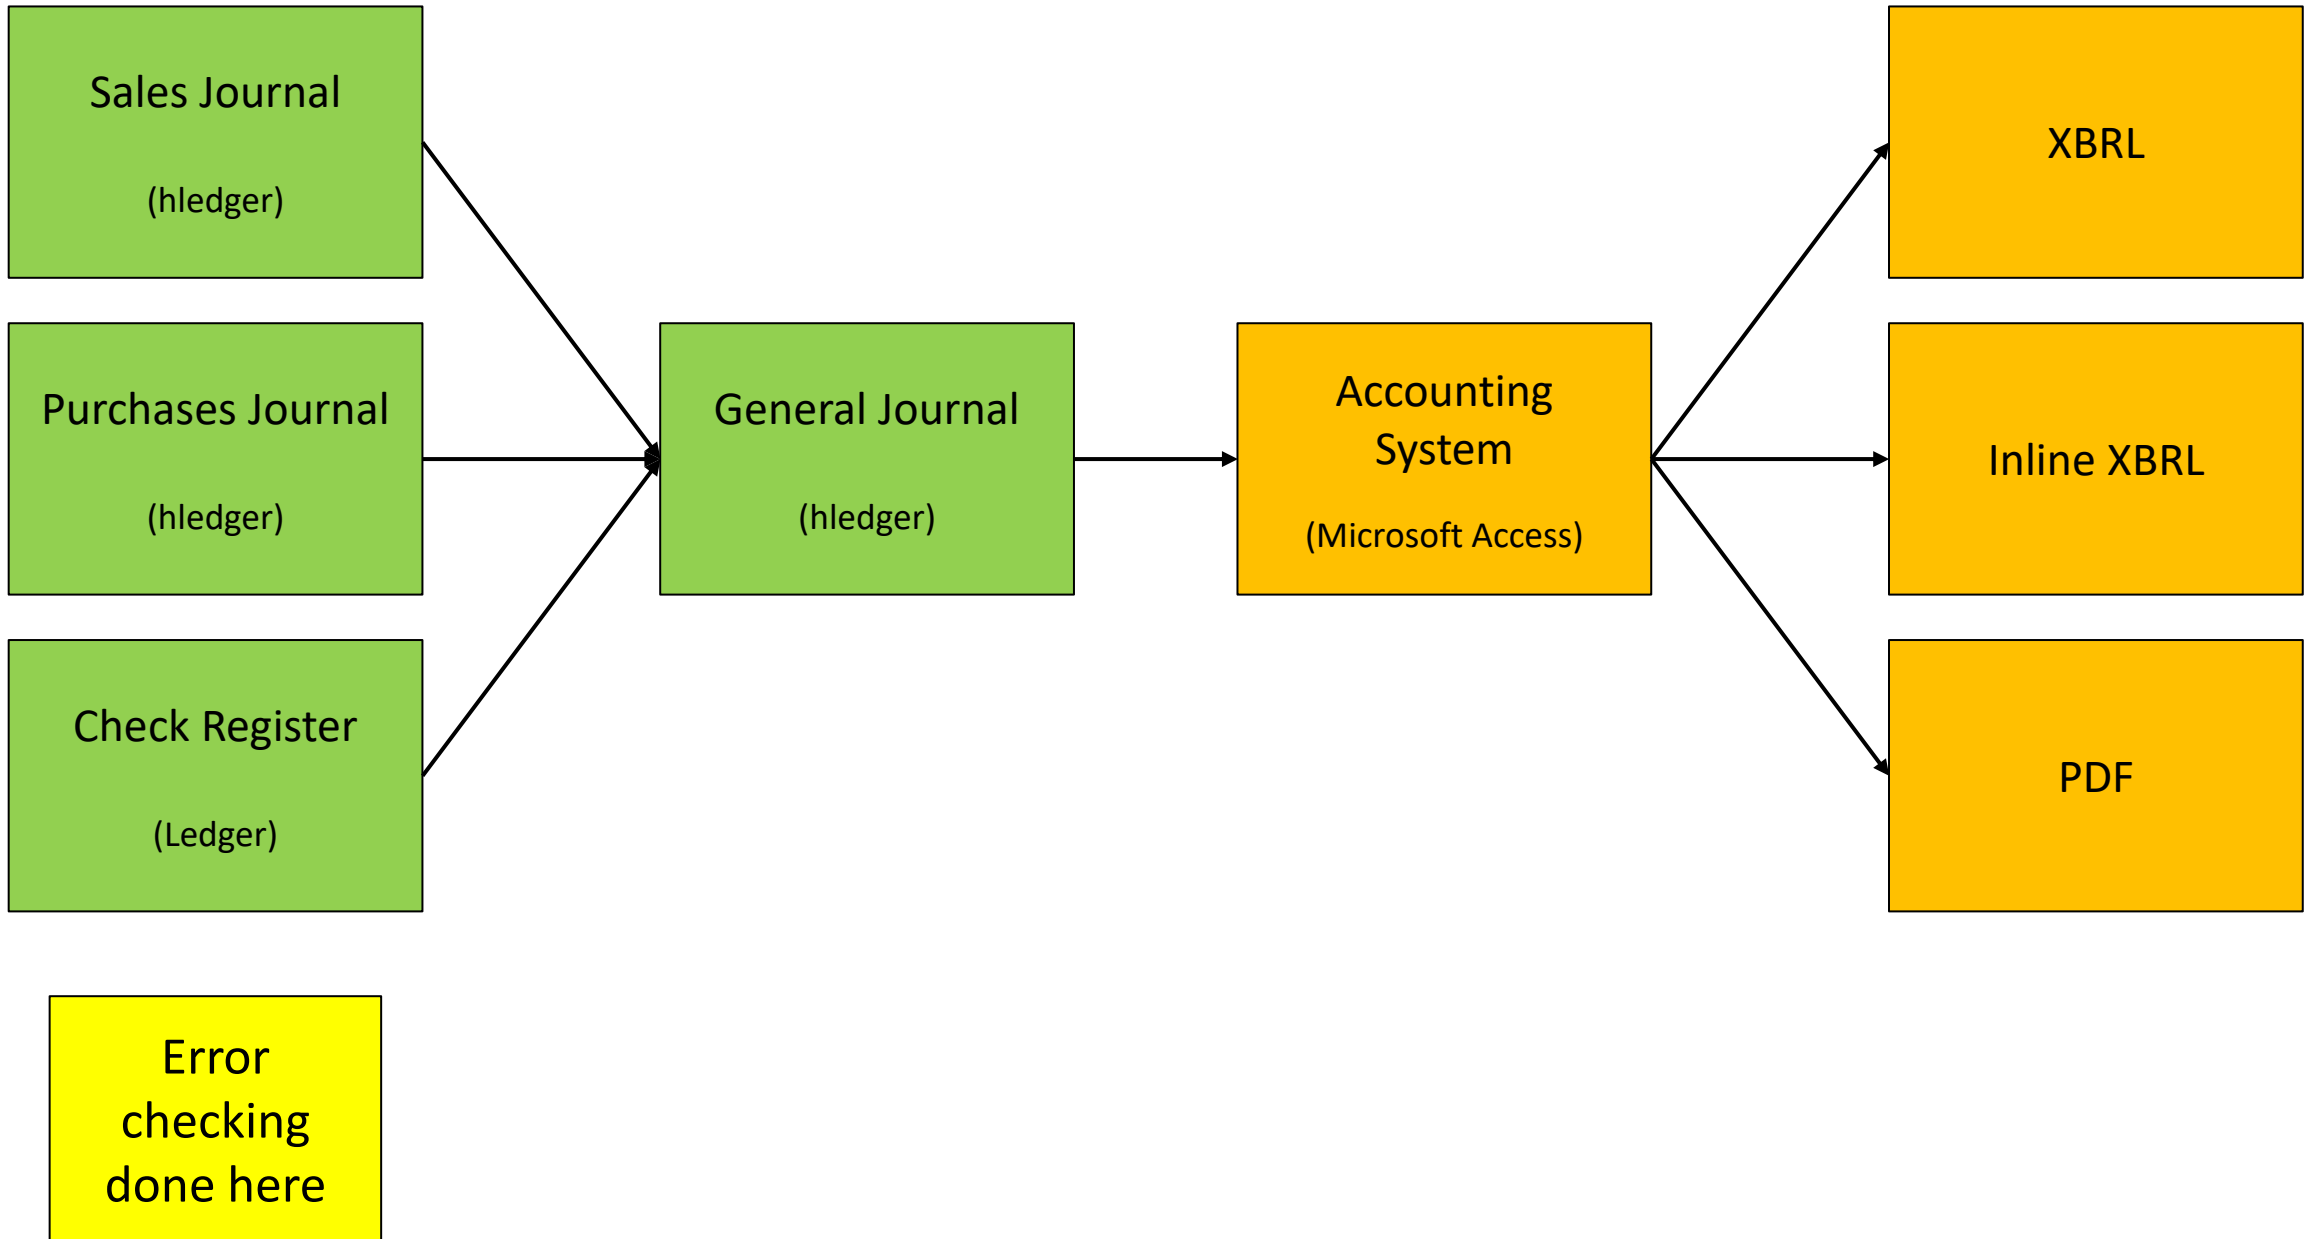 Sales Journal
(hledger)
Purchases Journal
(hledger)
Check Register
(Ledger)
General Journal
(hledger)
Accounting
System
(Microsoft Access)
XBRL
Inline XBRL
PDF
Error
checking
done here